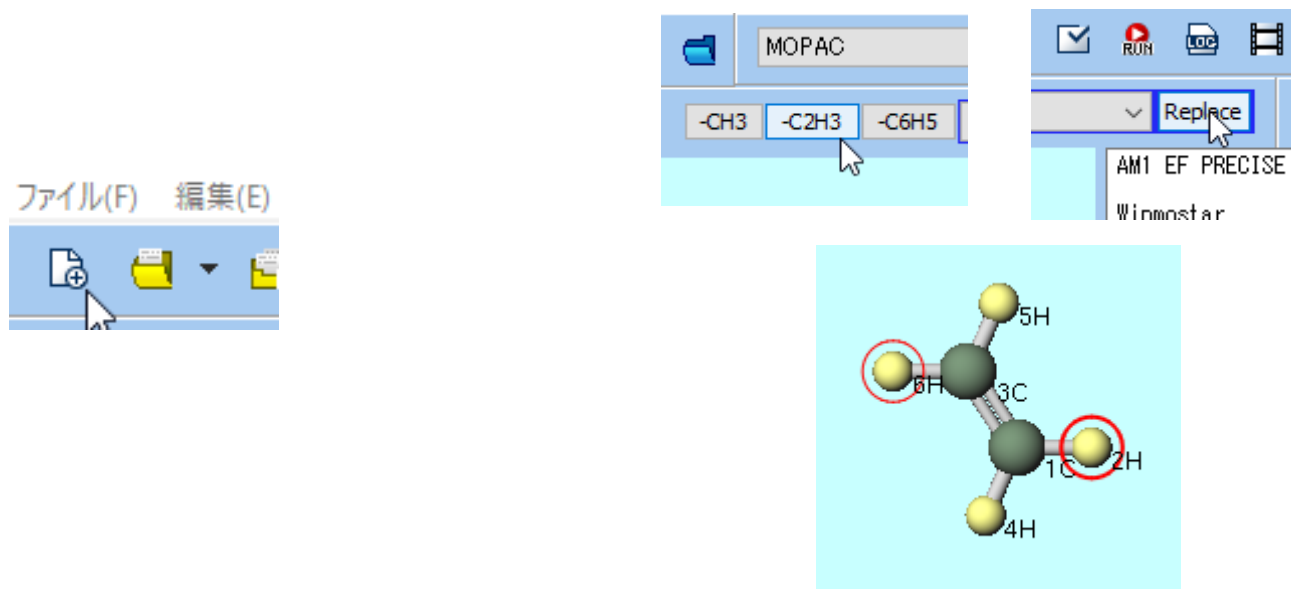 ファイル(F) 編集(E)
MOPAC
-CH3 -C2H3 -C6H5
RUN LOG
Replace
AM1 EF PRECISE
Winmostar
5H
6H 3C
1C 2H
4H